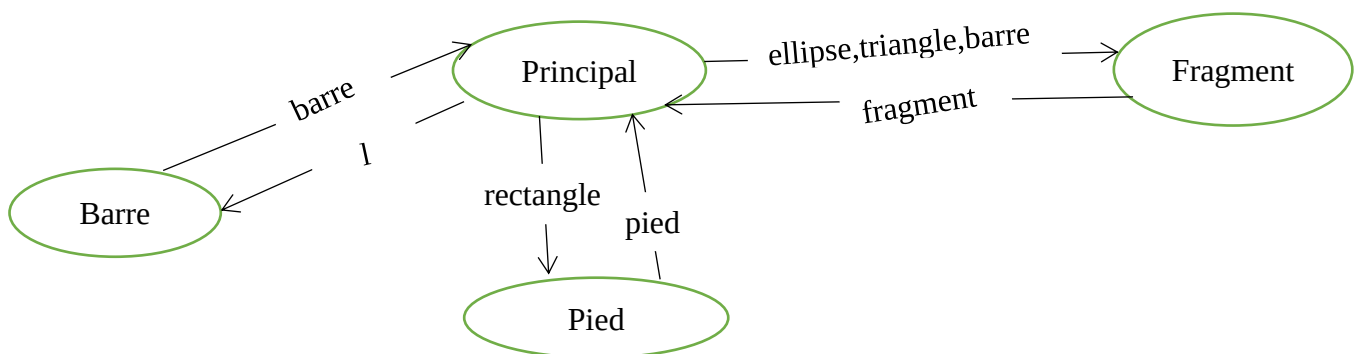 ellipse,triangle,barre
Principal
Fragment
barre
fragment
l
rectangle
pied
Barre
Pied